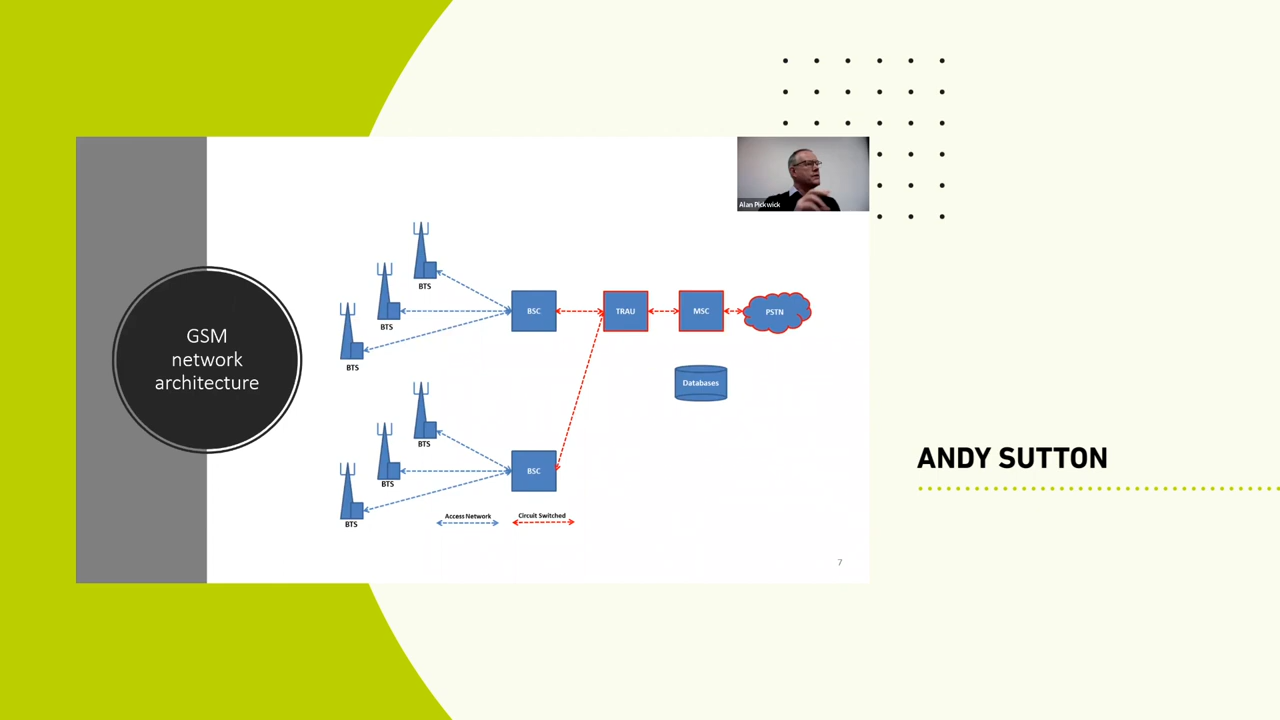 GSM
network
architecture
BTS
BTS
BTS
BSC
TRAU
MSC
PSTN
Databases
BTS
BTS
BTS
BSC
Access Network
Circuit Switched
7
Alan Pickwick
ANDY SUTTON